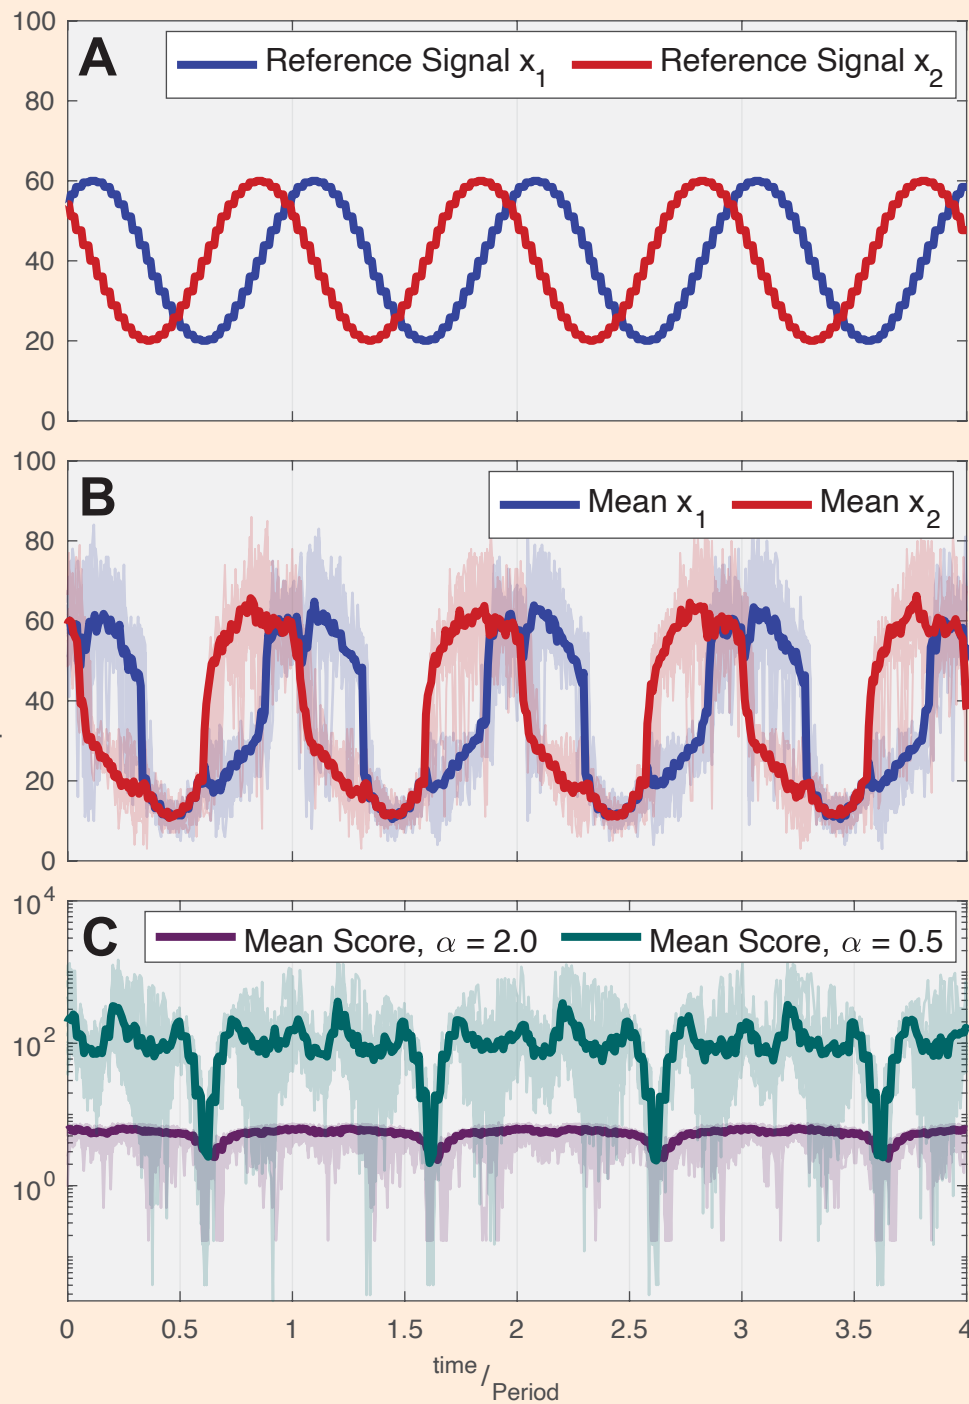 A
Reference Signal x1
Reference Signal x2
100
80
60
40
20
0
B
Mean x1
Mean x2
100
80
60
40
20
0
C
Mean Score, α = 2.0
Mean Score, α = 0.5
10^4
10^2
10^0
0 0.5 1 1.5 2 2.5 3 3.5 4
time/Period